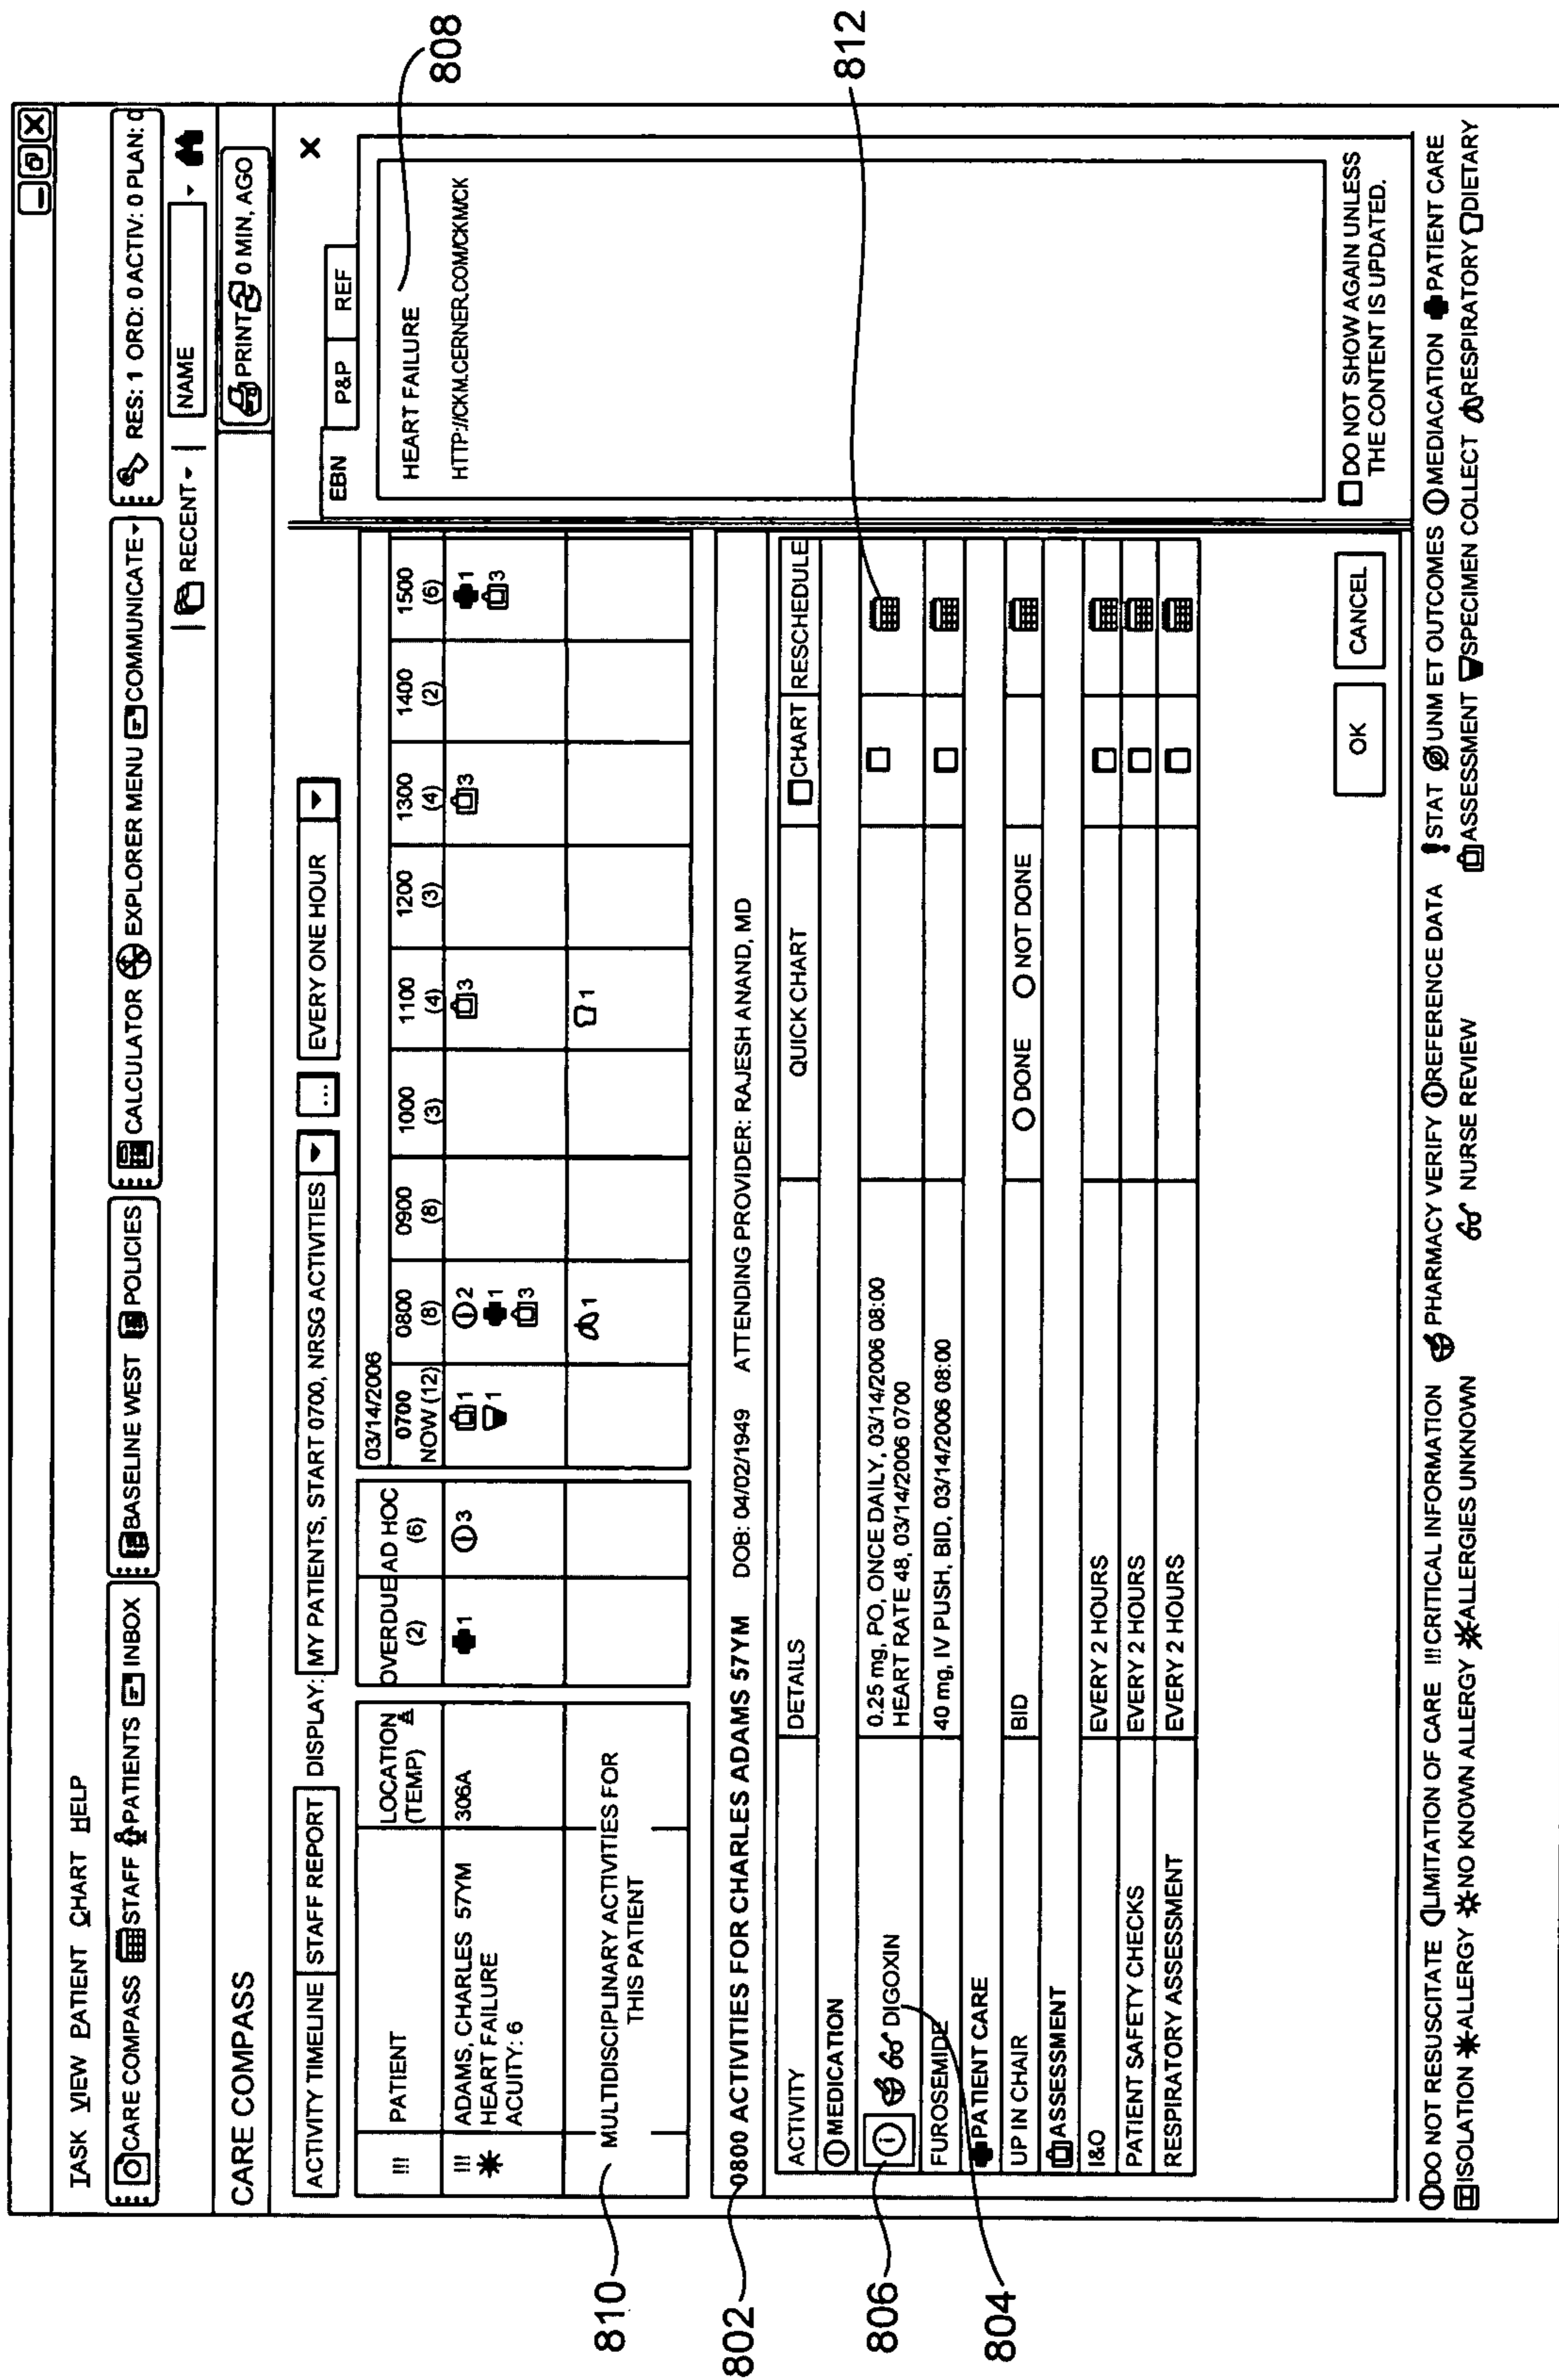 TASK VIEW PATIENT CHART HELP
CARE COMPASS STAFF PATIENTS INBOX BASELINE WEST POLICIES CALCULATOR EXPLORER MENU COMMUNICATE RES: 1 ORD: 0 ACTIV: 0 PLAN: 0
RECENT NAME
CARE COMPASS PRINT 0 MIN, AGO
ACTIVITY TIMELINE STAFF REPORT DISPLAY: MY PATIENTS, START 0700, NRSG ACTIVITIES ... EVERY ONE HOUR
03/14/2006
!!! PATIENT LOCATION OVERDUE AD HOC 0700 0800 0900 1000 1100 1200 1300 1400 1500
(TEMP) (2) (6) NOW (12) (8) (8) (3) (4) (3) (4) (2) (6)
!!! ADAMS, CHARLES 57YM 306A 1 3 1 2 3 3 1
HEART FAILURE 1 1 3
ACUITY: 6 3
MULTIDISCIPLINARY ACTIVITIES FOR 1 1
THIS PATIENT
0800 ACTIVITIES FOR CHARLES ADAMS 57YM DOB: 04/02/1949 ATTENDING PROVIDER: RAJESH ANAND, MD
ACTIVITY DETAILS QUICK CHART CHART RESCHEDULE
MEDICATION
DIGOXIN 0.25 mg, PO, ONCE DAILY, 03/14/2006 08:00
HEART RATE 48, 03/14/2006 0700
FUROSEMIDE 40 mg, IV PUSH, BID, 03/14/2006 08:00
PATIENT CARE
UP IN CHAIR BID DONE NOT DONE
ASSESSMENT
I&O EVERY 2 HOURS
PATIENT SAFETY CHECKS EVERY 2 HOURS
RESPIRATORY ASSESSMENT EVERY 2 HOURS
OK CANCEL
EBN P&P REF
HEART FAILURE
HTTP://CKM.CERNER.COM/CKM/CK
DO NOT SHOW AGAIN UNLESS
THE CONTENT IS UPDATED.
DO NOT RESUSCITATE LIMITATION OF CARE !!!CRITICAL INFORMATION PHARMACY VERIFY REFERENCE DATA STAT UNM ET OUTCOMES MEDIACATION PATIENT CARE
ISOLATION ALLERGY NO KNOWN ALLERGY ALLERGIES UNKNOWN NURSE REVIEW ASSESSMENT SPECIMEN COLLECT RESPIRATORY DIETARY
810
802
806
804
808
812